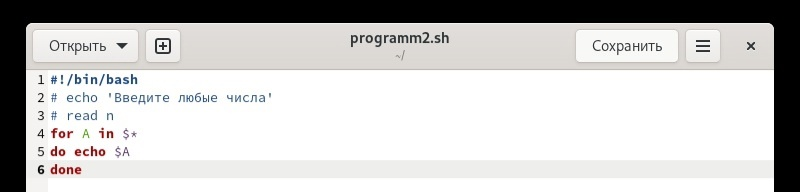 Открыть
programm2.sh
~/
Сохранить
1 #!/bin/bash
2 # echo 'Введите любые числа'
3 # read n
4 for A in $*
5 do echo $A
6 done